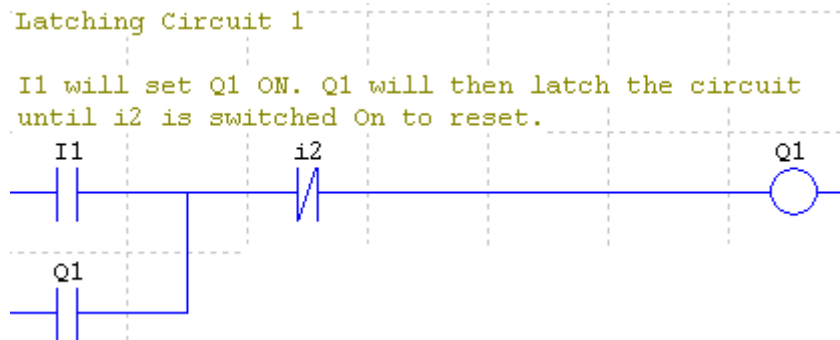 Latching Circuit 1
I1 will set Q1 ON. Q1 will then latch the circuit
until i2 is switched On to reset.
I1 i2 Q1
Q1